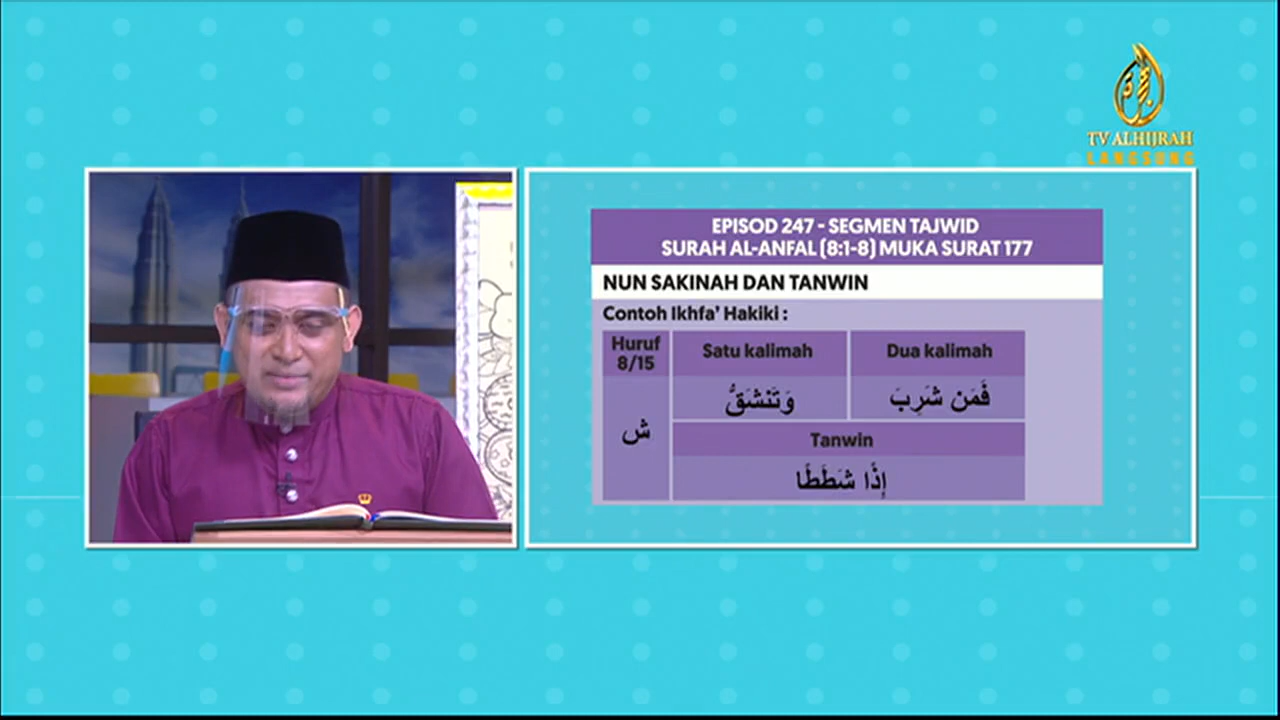 TV ALHIJRAH
LANGSUNG
EPISOD 247 - SEGMEN TAJWID
SURAH AL-ANFAL (8:1-8) MUKA SURAT 177
NUN SAKINAH DAN TANWIN
Contoh Ikhfa' Hakiki :
Huruf
8/15
Satu kalimah
Dua kalimah
ش
وَتَنشَقُّ
فَمَن شَرِبَ
Tanwin
إِذًا شَطَطًا